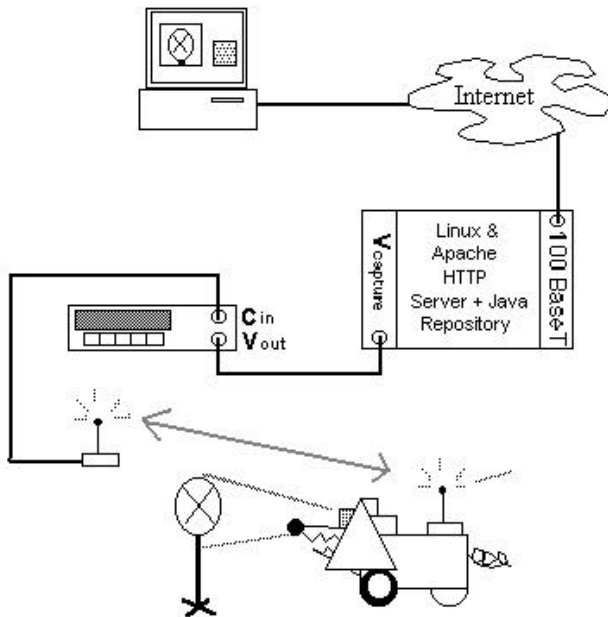 Internet
Linux &
Apache
HTTP
Server + Java
Repository
Vcapture
100 BaseT
Cin
Vout